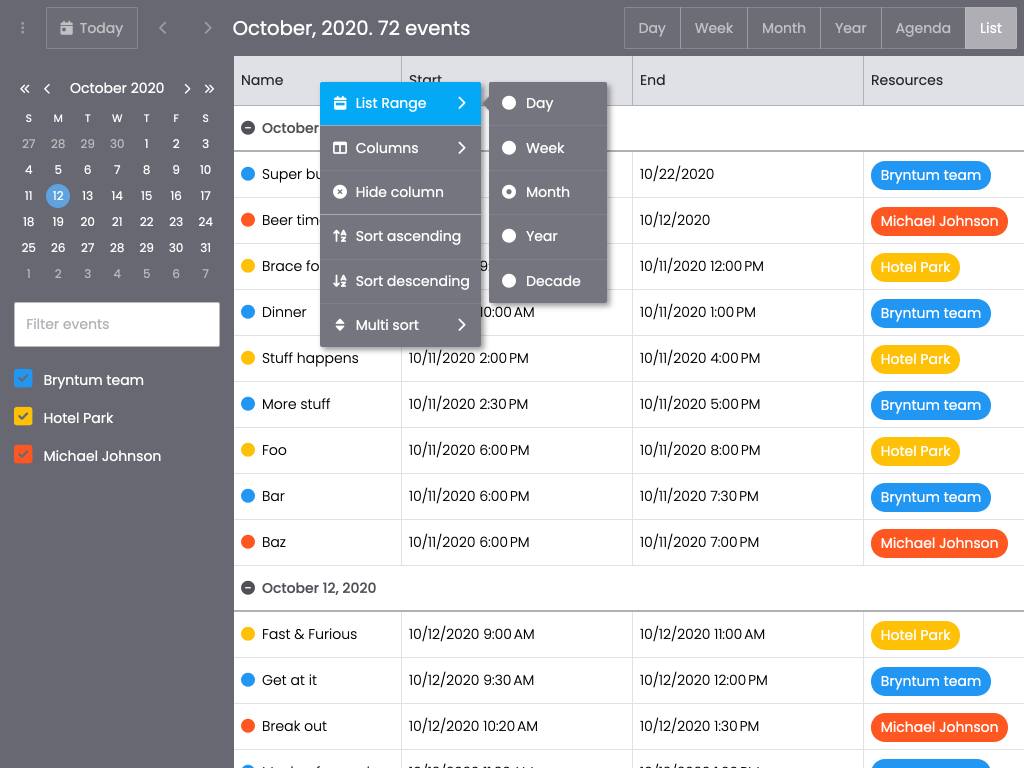 Today
October, 2020. 72 events
Day Week Month Year Agenda List
« ‹ October 2020 › »
S M T W T F S
27 28 29 30 1 2 3
4 5 6 7 8 9 10
11 12 13 14 15 16 17
18 19 20 21 22 23 24
25 26 27 28 29 30 31
1 2 3 4 5 6 7
Filter events
Bryntum team
Hotel Park
Michael Johnson
Name Start End Resources
List Range
Columns
Hide column
Sort ascending
Sort descending
Multi sort
Day
Week
Month
Year
Decade
October
Super bu 10/22/2020 Bryntum team
Beer tim 10/12/2020 Michael Johnson
Brace fo 10/11/2020 12:00 PM Hotel Park
Dinner 10:00 AM 10/11/2020 1:00 PM Bryntum team
Stuff happens 10/11/2020 2:00 PM 10/11/2020 4:00 PM Hotel Park
More stuff 10/11/2020 2:30 PM 10/11/2020 5:00 PM Bryntum team
Foo 10/11/2020 6:00 PM 10/11/2020 8:00 PM Hotel Park
Bar 10/11/2020 6:00 PM 10/11/2020 7:30 PM Bryntum team
Baz 10/11/2020 6:00 PM 10/11/2020 7:00 PM Michael Johnson
October 12, 2020
Fast & Furious 10/12/2020 9:00 AM 10/12/2020 11:00 AM Hotel Park
Get at it 10/12/2020 9:30 AM 10/12/2020 12:00 PM Bryntum team
Break out 10/12/2020 10:20 AM 10/12/2020 1:30 PM Michael Johnson